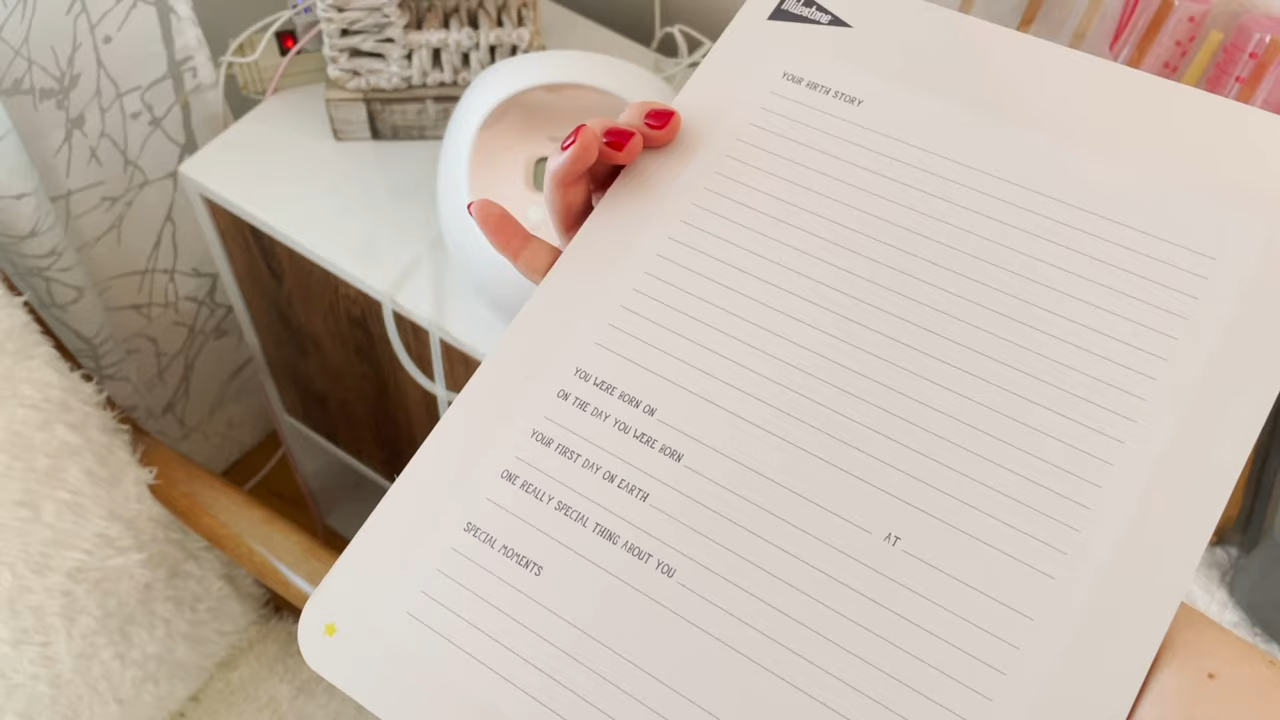 Milestone
YOUR BIRTH STORY
YOU WERE BORN ON AT
ON THE DAY YOU WERE BORN
YOUR FIRST DAY ON EARTH
ONE REALLY SPECIAL THING ABOUT YOU
SPECIAL MOMENTS